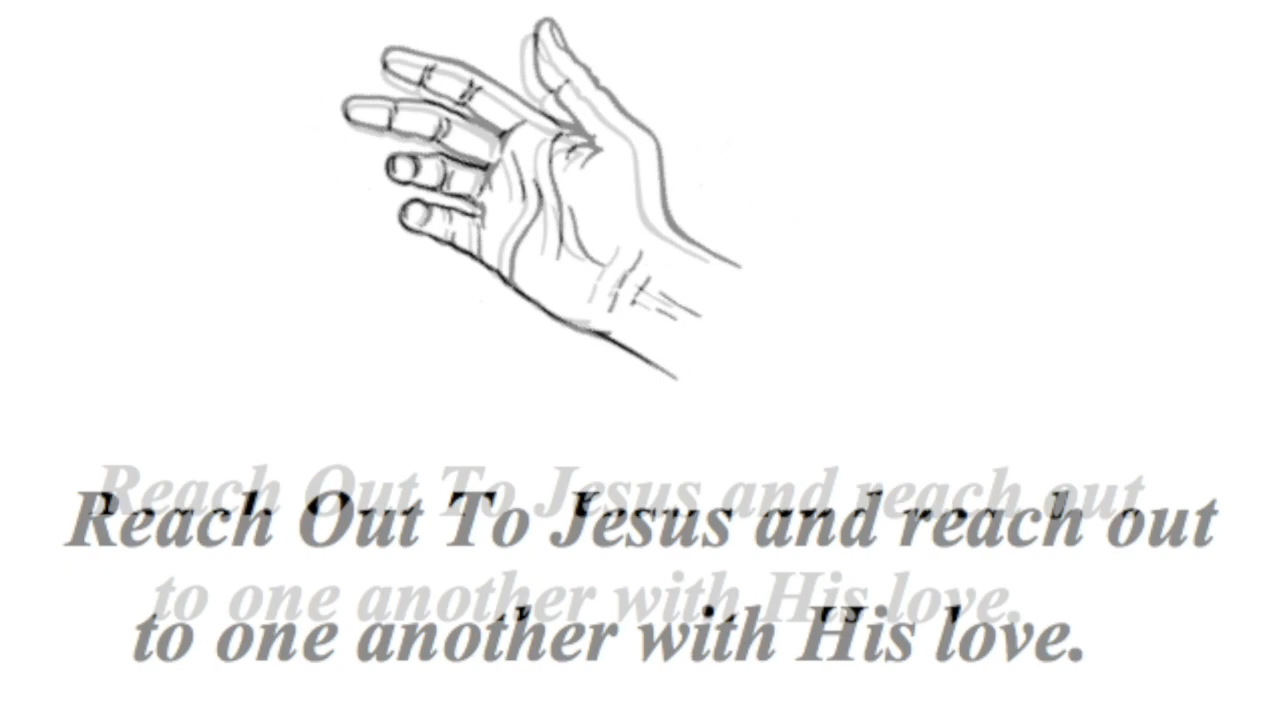 Reach Out To Jesus and reach out
to one another with His love.